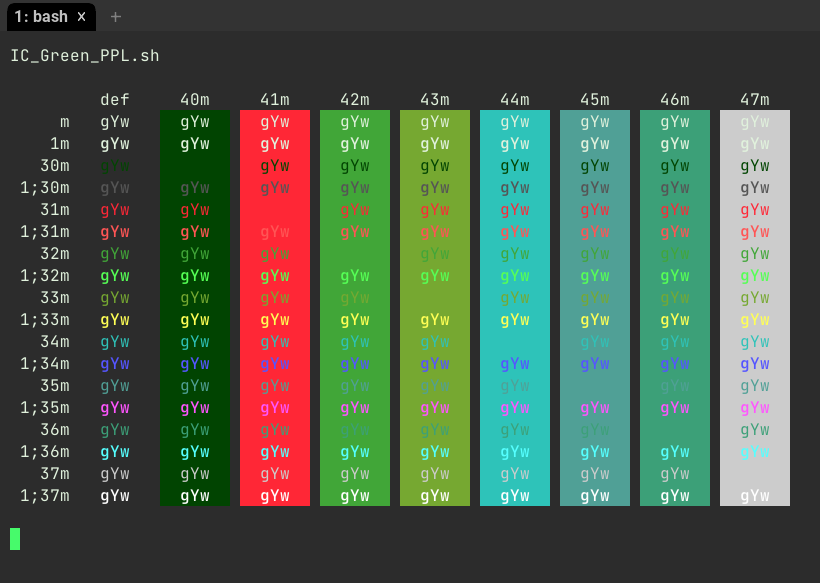 1: bash × +
IC_Green_PPL.sh
def 40m 41m 42m 43m 44m 45m 46m 47m
m gYw gYw gYw gYw gYw gYw gYw gYw gYw
1m gYw gYw gYw gYw gYw gYw gYw gYw gYw
30m gYw gYw gYw gYw gYw gYw gYw gYw
1;30m gYw gYw gYw gYw gYw gYw gYw gYw gYw
31m gYw gYw gYw gYw gYw gYw gYw gYw
1;31m gYw gYw gYw gYw gYw gYw gYw gYw gYw
32m gYw gYw gYw gYw gYw gYw gYw gYw
1;32m gYw gYw gYw gYw gYw gYw gYw gYw gYw
33m gYw gYw gYw gYw gYw gYw gYw gYw
1;33m gYw gYw gYw gYw gYw gYw gYw gYw gYw
34m gYw gYw gYw gYw gYw gYw gYw gYw
1;34m gYw gYw gYw gYw gYw gYw gYw gYw gYw
35m gYw gYw gYw gYw gYw gYw gYw gYw
1;35m gYw gYw gYw gYw gYw gYw gYw gYw gYw
36m gYw gYw gYw gYw gYw gYw gYw gYw
1;36m gYw gYw gYw gYw gYw gYw gYw gYw gYw
37m gYw gYw gYw gYw gYw gYw gYw gYw
1;37m gYw gYw gYw gYw gYw gYw gYw gYw gYw